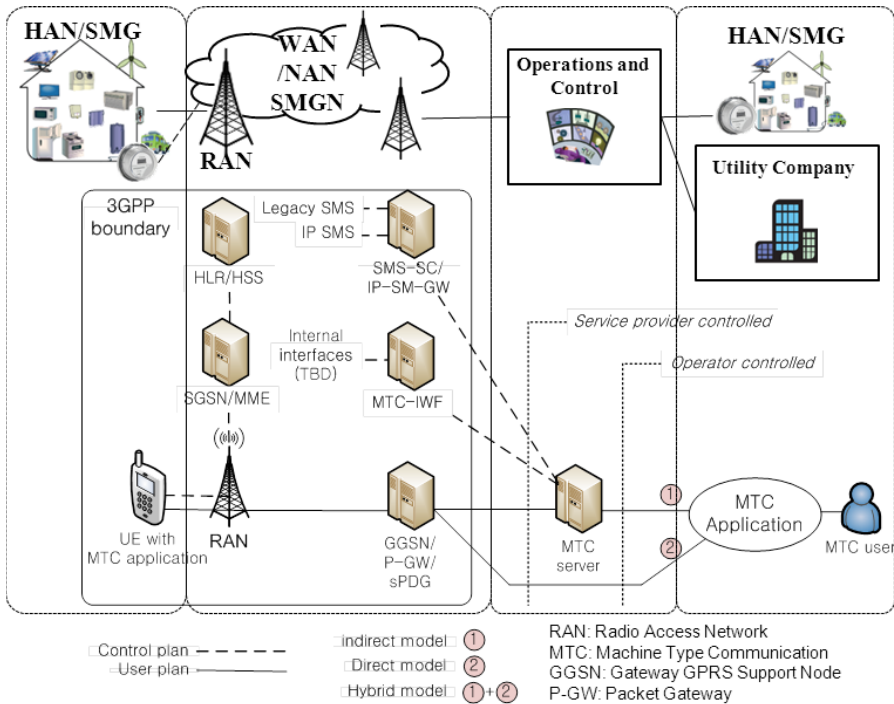 HAN/SMG
WAN
/NAN
SMGN
RAN
Operations and
Control
HAN/SMG
Utility Company
3GPP
boundary
Legacy SMS
IP SMS
HLR/HSS
SMS-SC/
IP-SM-GW
Internal
interfaces
(TBD)
SGSN/MME
MTC-IWF
Service provider controlled
Operator controlled
UE with
MTC application
RAN
GGSN/
P-GW/
sPDG
MTC
server
1
2
MTC
Application
MTC user
Control plan
User plan
indirect model 1
Direct model 2
Hybrid model 1+2
RAN: Radio Access Network
MTC: Machine Type Communication
GGSN: Gateway GPRS Support Node
P-GW: Packet Gateway